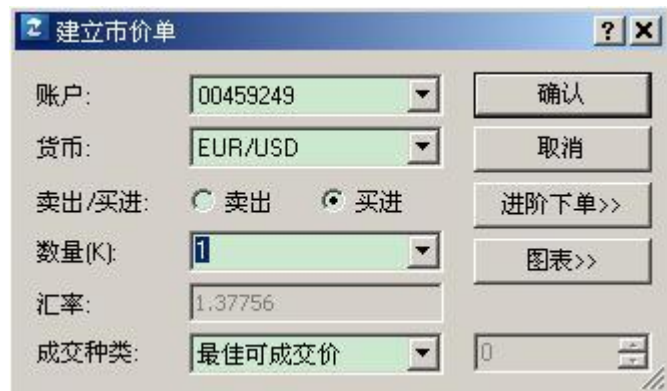 建立市价单
账户: 00459249 确认
货币: EUR/USD 取消
卖出/买进: 卖出 买进 进阶下单>>
数量(K): 1 图表>>
汇率: 1.37756
成交种类: 最佳可成交价 0